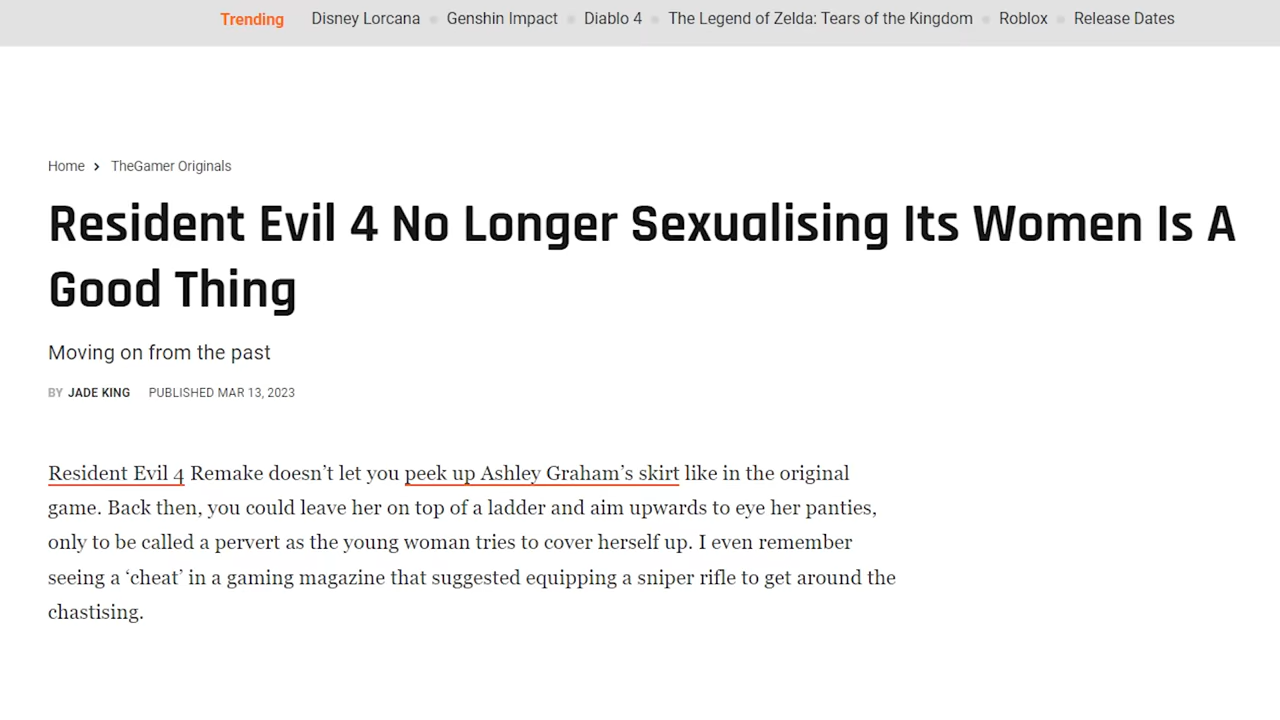 Trending Disney Lorcana Genshin Impact Diablo 4 The Legend of Zelda: Tears of the Kingdom Roblox Release Dates
Home > TheGamer Originals
Resident Evil 4 No Longer Sexualising Its Women Is A
Good Thing
Moving on from the past
BY JADE KING PUBLISHED MAR 13, 2023
Resident Evil 4 Remake doesn’t let you peek up Ashley Graham’s skirt like in the original
game. Back then, you could leave her on top of a ladder and aim upwards to eye her panties,
only to be called a pervert as the young woman tries to cover herself up. I even remember
seeing a ‘cheat’ in a gaming magazine that suggested equipping a sniper rifle to get around the
chastising.